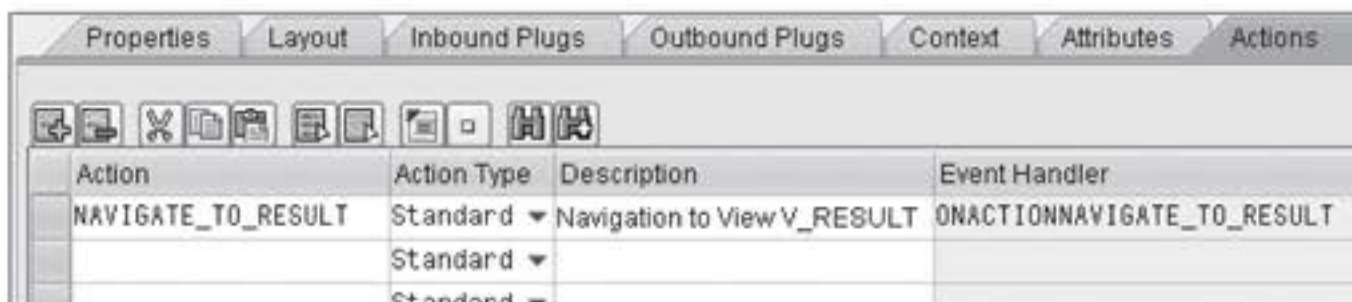 Properties Layout Inbound Plugs Outbound Plugs Context Attributes Actions
Action Action Type Description Event Handler
NAVIGATE_TO_RESULT Standard Navigation to View V_RESULT ONACTIONNAVIGATE_TO_RESULT
Standard
Standard